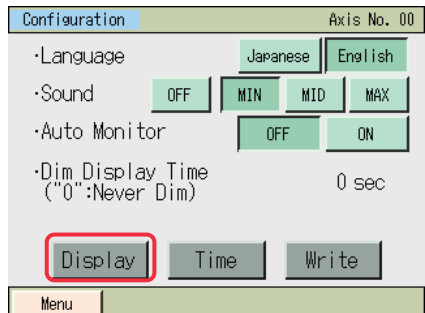 Configuration Axis No. 00
·Language Japanese English
·Sound OFF MIN MID MAX
·Auto Monitor OFF ON
·Dim Display Time
("0":Never Dim) 0 sec
Display Time Write
Menu